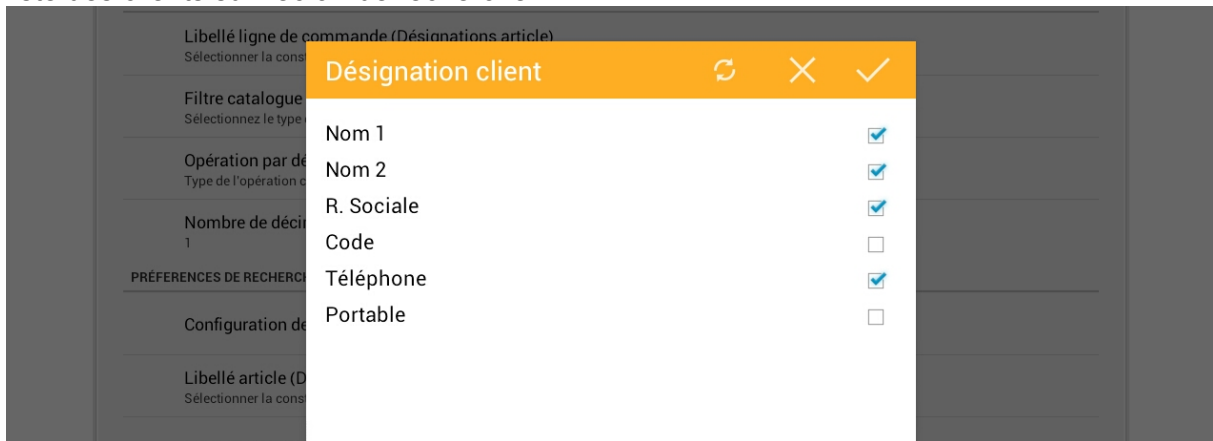 Libellé ligne de commande (Désignations article)
Sélectionner la cons
Désignation client
Filtre catalogue
Sélectionnez le type
Nom 1
Nom 2
Opération par dé
Type de l'opération c
R. Sociale
Nombre de déci
1
Code
PRÉFERENCES DE RECHERC
Téléphone
Configuration de
Portable
Libellé article (D
Sélectionner la cons